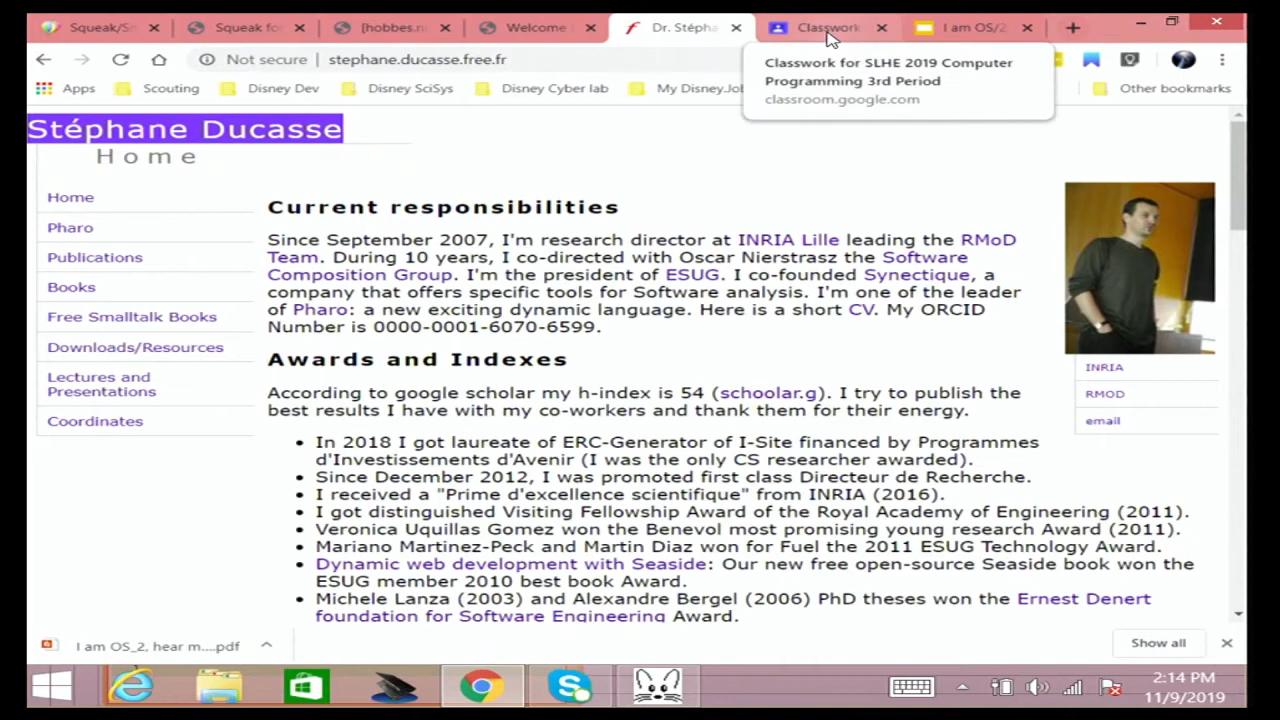 Squeak/S
Squeak fo
[hobbes.n
Welcome
Dr. Stépha
Classwork
I am OS/2
Not secure
stephane.ducasse.free.fr
Classwork for SLHE 2019 Computer
Programming 3rd Period
classroom.google.com
Apps
Scouting
Disney Dev
Disney SciSys
Disney Cyber lab
My Disney.Jo
Other bookmarks
Stéphane Ducasse
Home
Home
Pharo
Publications
Books
Free Smalltalk Books
Downloads/Resources
Lectures and
Presentations
Coordinates
Current responsibilities
Since September 2007, I'm research director at INRIA Lille leading the RMoD
Team. During 10 years, I co-directed with Oscar Nierstrasz the Software
Composition Group. I'm the president of ESUG. I co-founded Synectique, a
company that offers specific tools for Software analysis. I'm one of the leader
of Pharo: a new exciting dynamic language. Here is a short CV. My ORCID
Number is 0000-0001-6070-6599.
Awards and Indexes
According to google scholar my h-index is 54 (schoolar.g). I try to publish the
best results I have with my co-workers and thank them for their energy.
In 2018 I got laureate of ERC-Generator of I-Site financed by Programmes
d'Investissements d'Avenir (I was the only CS researcher awarded).
Since December 2012, I was promoted first class Directeur de Recherche.
I received a "Prime d'excellence scientifique" from INRIA (2016).
I got distinguished Visiting Fellowship Award of the Royal Academy of Engineering (2011).
Veronica Uquillas Gomez won the Benevol most promising young research Award (2011).
Mariano Martinez-Peck and Martin Diaz won for Fuel the 2011 ESUG Technology Award.
Dynamic web development with Seaside: Our new free open-source Seaside book won the
ESUG member 2010 best book Award.
Michele Lanza (2003) and Alexandre Bergel (2006) PhD theses won the Ernest Denert
foundation for Software Engineering Award.
INRIA
RMOD
email
I am OS_2, hear m....pdf
Show all
2:14 PM
11/9/2019